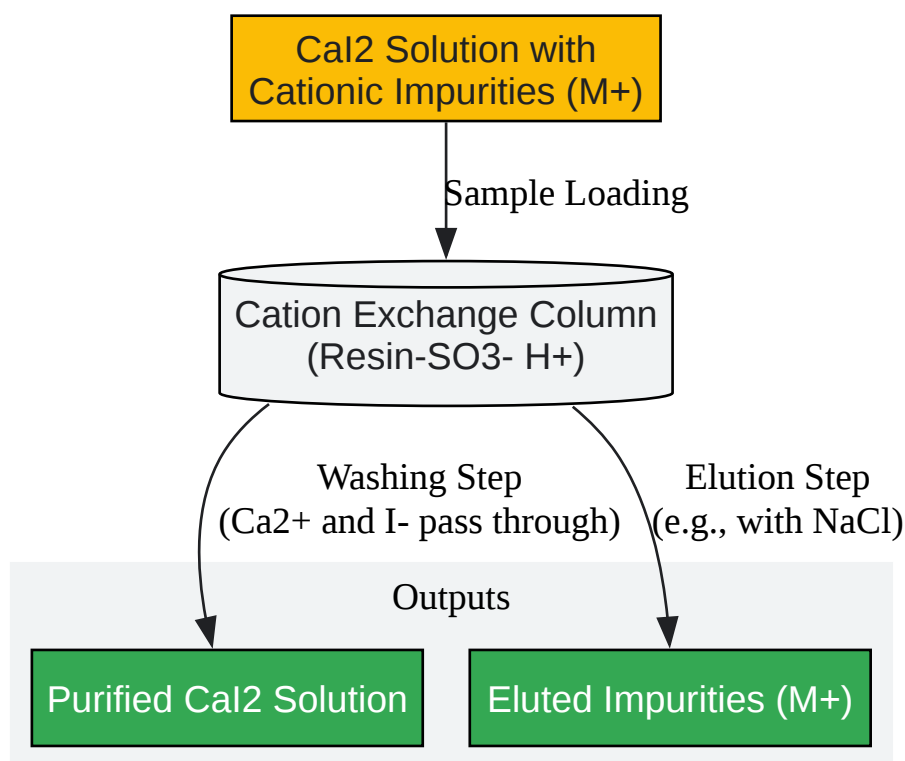 CaI2 Solution with
Cationic Impurities (M+)
Sample Loading
Cation Exchange Column
(Resin-SO3- H+)
Washing Step
(Ca2+ and I- pass through)
Elution Step
(e.g., with NaCl)
Outputs
Purified CaI2 Solution
Eluted Impurities (M+)